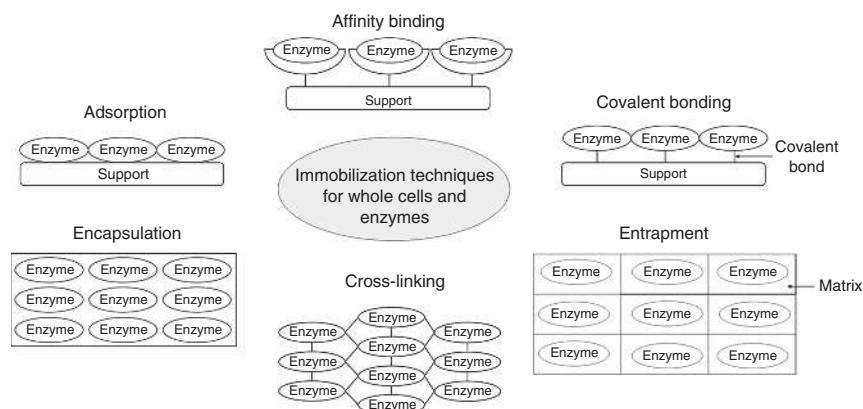 Affinity binding
Enzyme Enzyme Enzyme
Support
Adsorption
Enzyme Enzyme Enzyme
Support
Covalent bonding
Enzyme Enzyme Enzyme
Covalent
bond
Support
Immobilization techniques
for whole cells and
enzymes
Encapsulation
Enzyme Enzyme Enzyme
Enzyme Enzyme Enzyme
Enzyme Enzyme Enzyme
Cross-linking
Enzyme
Enzyme Enzyme
Enzyme
Enzyme Enzyme
Enzyme
Enzyme Enzyme
Enzyme
Entrapment
Enzyme Enzyme Enzyme
Matrix
Enzyme Enzyme Enzyme
Enzyme Enzyme Enzyme